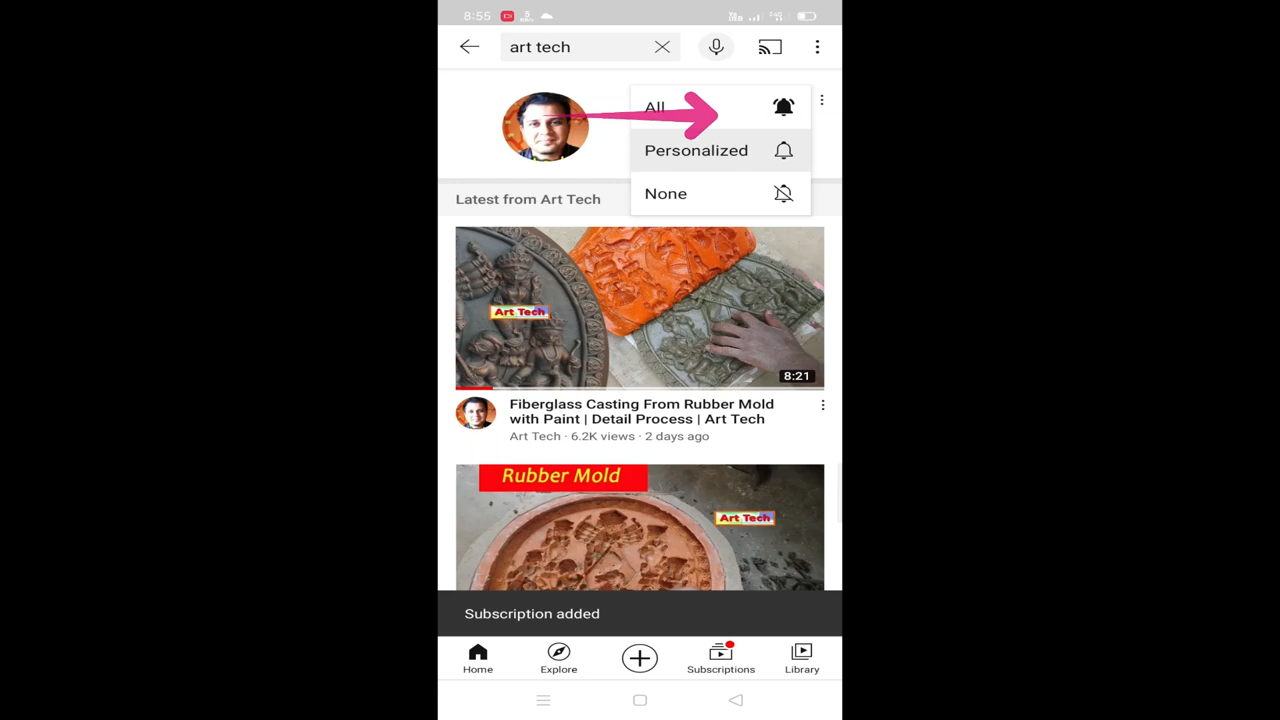 8:55
art tech
All
Personalized
None
Latest from Art Tech
Art Tech
8:21
Fiberglass Casting From Rubber Mold
with Paint | Detail Process | Art Tech
Art Tech · 6.2K views · 2 days ago
Rubber Mold
Art Tech
Subscription added
Home
Explore
Subscriptions
Library